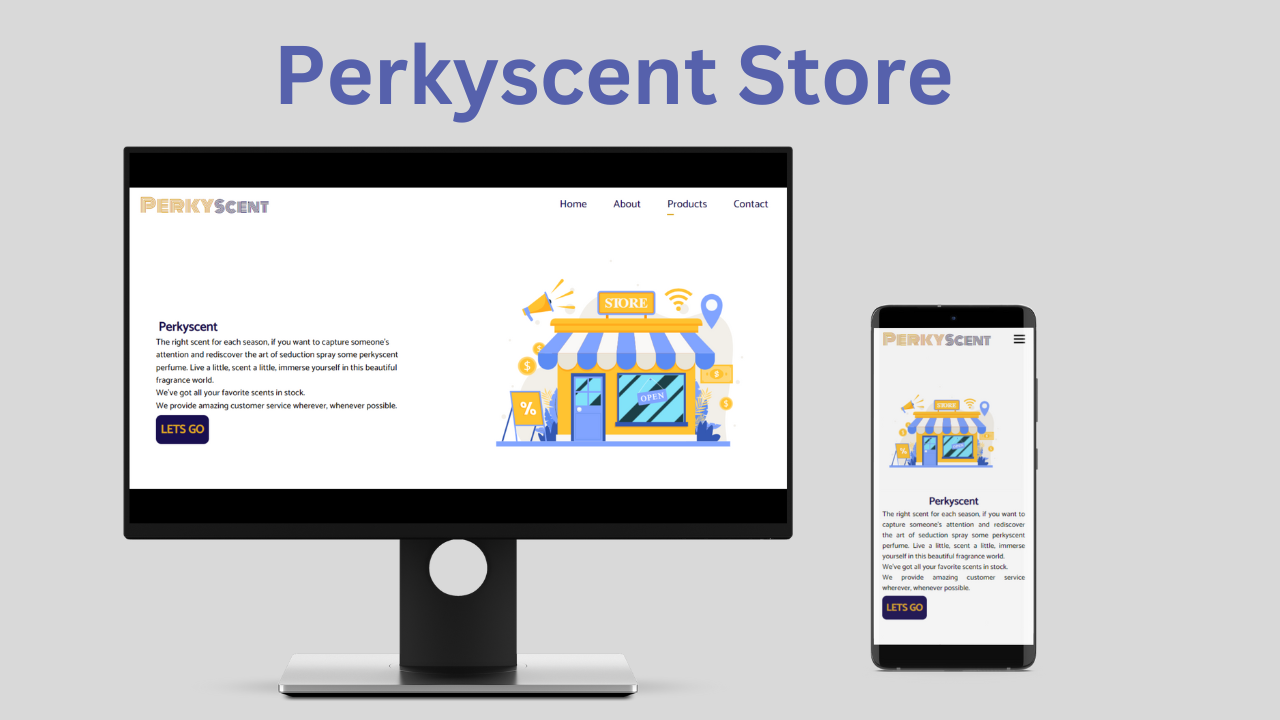 Perkyscent Store
PERKYSCENT
Home About Products Contact
STORE
$
$
$
%
OPEN
Perkyscent
The right scent for each season, if you want to capture someone's
attention and rediscover the art of seduction spray some perkyscent
perfume. Live a little, scent a little, immerse yourself in this beautiful
fragrance world.
We've got all your favorite scents in stock.
We provide amazing customer service wherever, whenever possible.
LETS GO
PERKYSCENT
STORE
%
OPEN
Perkyscent
The right scent for each season, if you want to
capture someone's attention and rediscover
the art of seduction spray some perkyscent
perfume. Live a little, scent a little, immerse
yourself in this beautiful fragrance world.
We've got all your favorite scents in stock.
We provide amazing customer service
wherever, whenever possible.
LETS GO